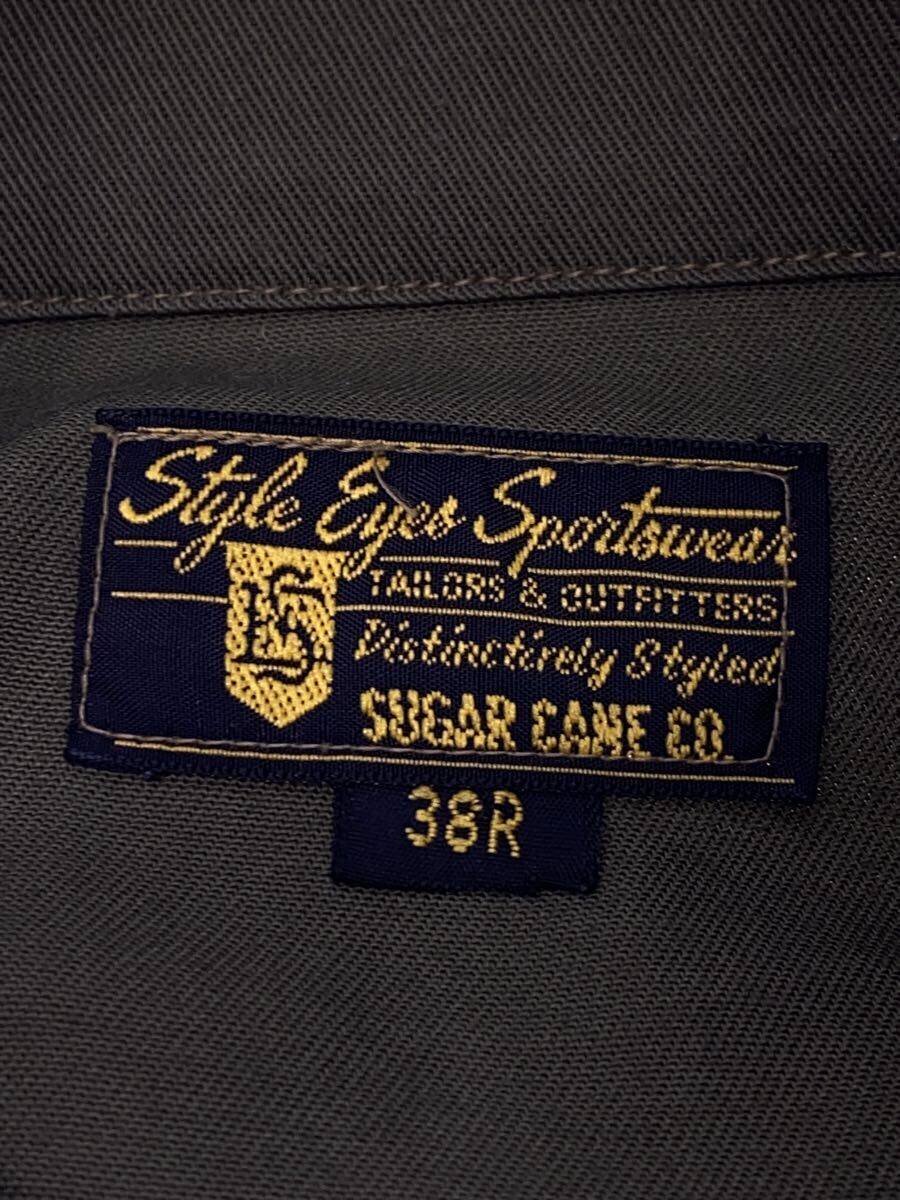 Style Eyes Sportswear
TAILORS & OUTFITTERS
Distinctively Styled
SUGAR CANE CO.
38R